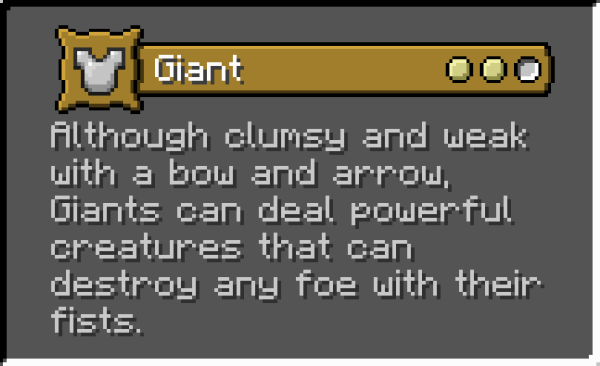 Giant
Although clumsy and weak
with a bow and arrow,
Giants can deal powerful
creatures that can
destroy any foe with their
fists.